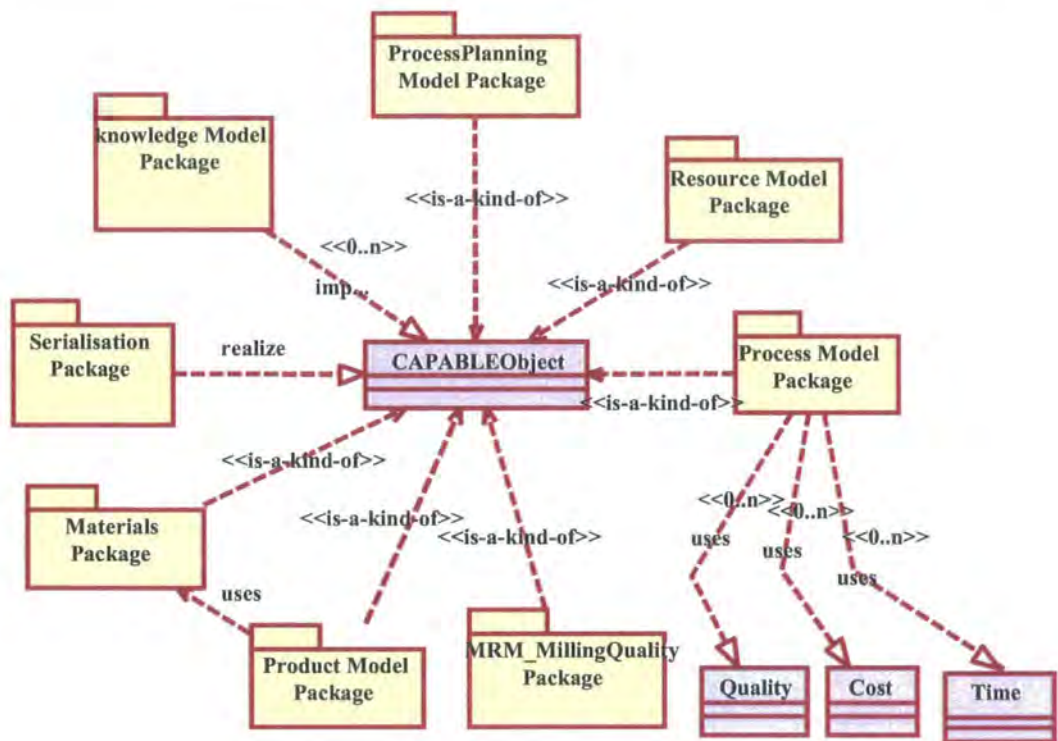 ProcessPlanning
Model Package
knowledge Model
Package
Resource Model
Package
<<is-a-kind-of>>
<<0..n>>
imp...
<<is-a-kind-of>>
Serialisation
Package
realize
CAPABLEObject
Process Model
Package
<<is-a-kind-of>>
<<is-a-kind-of>>
Materials
Package
<<is-a-kind-of>>
<<is-a-kind-of>>
<<0..n>>
<<0..n>>
<<0..n>>
uses
uses
uses
uses
Product Model
Package
MRM_MillingQuality
Package
Quality
Cost
Time